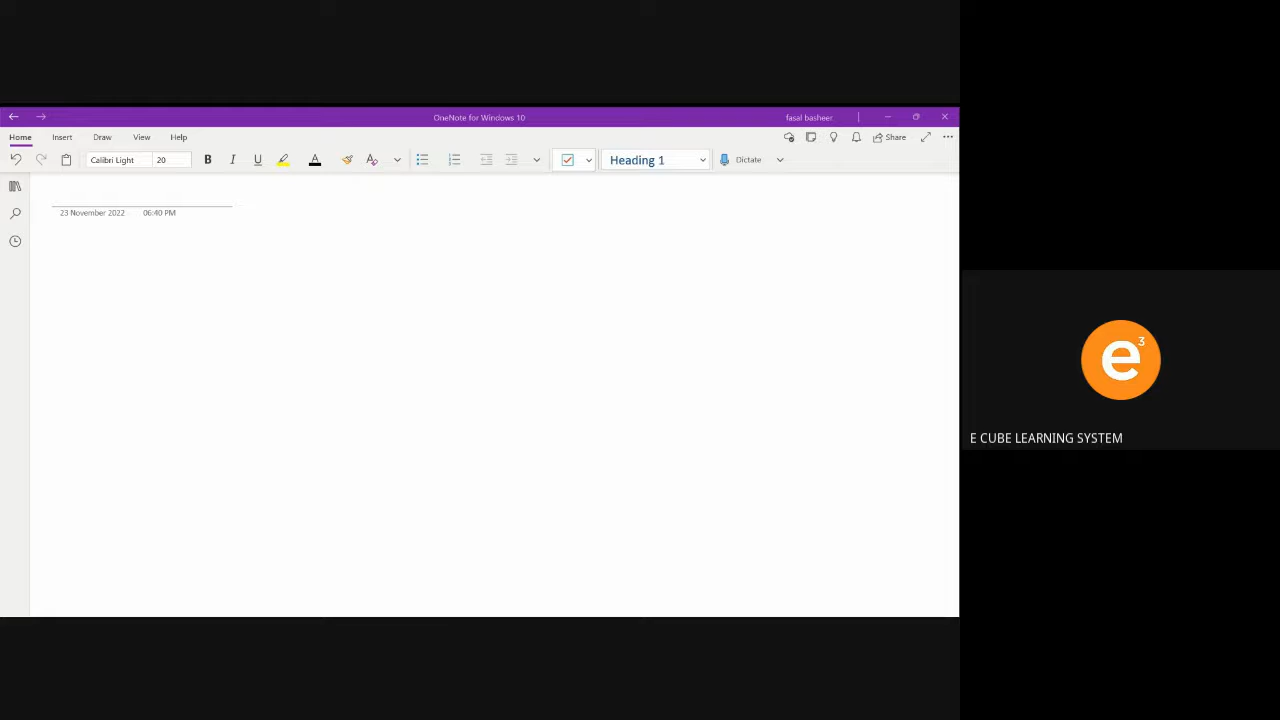 OneNote for Windows 10
fasal basheer
Home Insert Draw View Help
Share
Calibri Light 20 B I U A Heading 1 Dictate
23 November 2022 06:40 PM
e3
E CUBE LEARNING SYSTEM